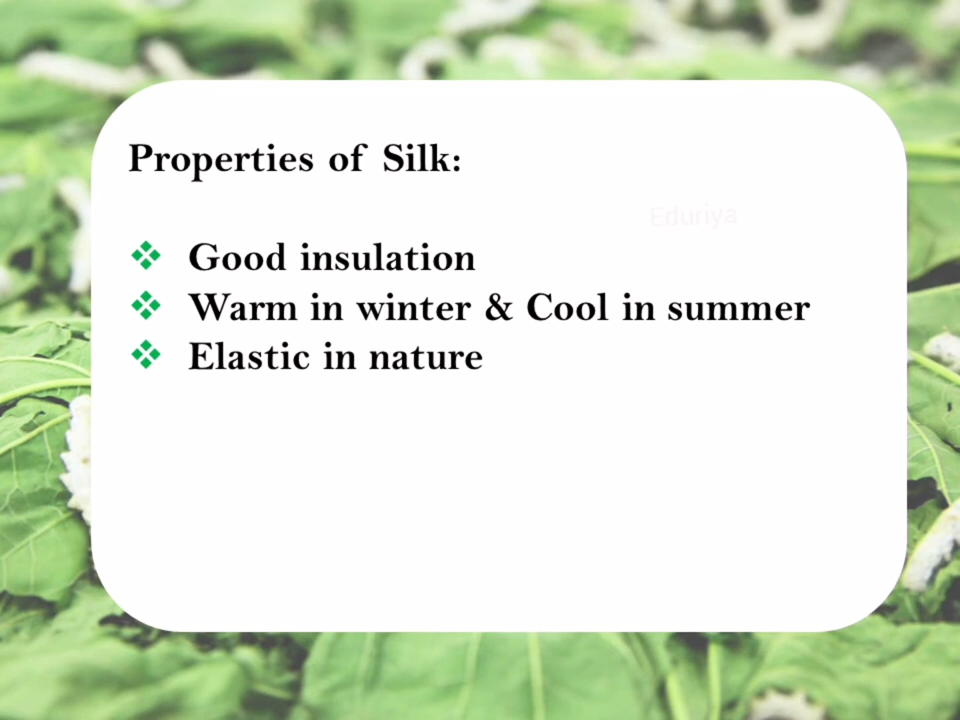 Properties of Silk:
Eduriya
❖ Good insulation
❖ Warm in winter & Cool in summer
❖ Elastic in nature